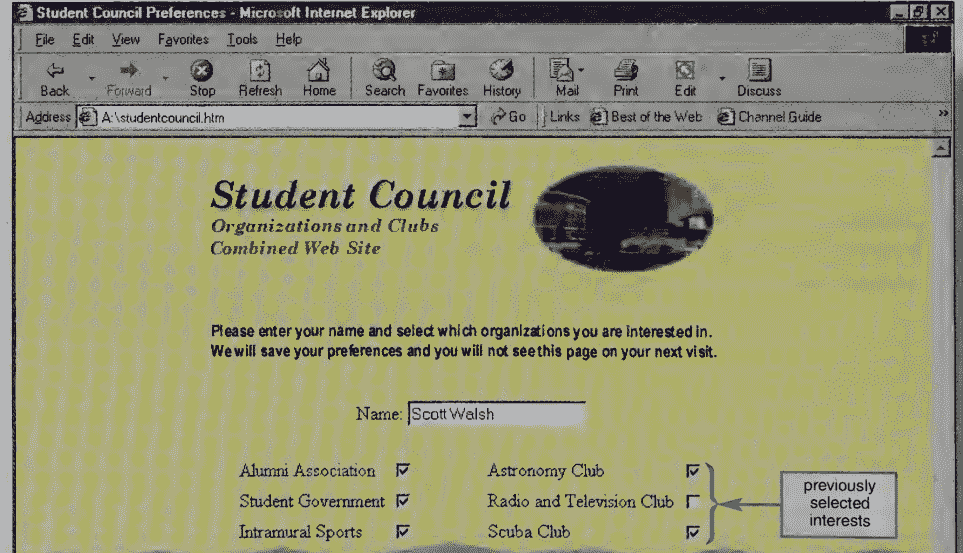 Student Council Preferences - Microsoft Internet Explorer
File Edit View Favorites Tools Help
Back Forward Stop Refresh Home Search Favorites History Mail Print Edit Discuss
Address A:\studentcouncil.htm Go Links Best of the Web Channel Guide »
Student Council
Organizations and Clubs
Combined Web Site
Please enter your name and select which organizations you are interested in.
We will save your preferences and you will not see this page on your next visit.
Name: Scott Walsh
Alumni Association Astronomy Club
Student Government Radio and Television Club
Intramural Sports Scuba Club
previously
selected
interests